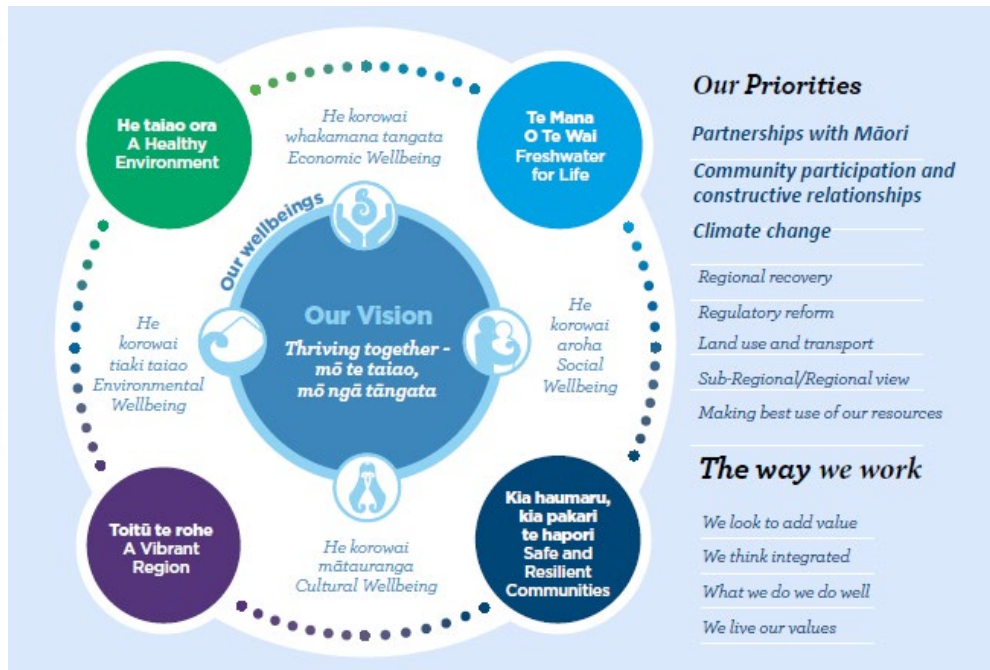 He taiao ora
A Healthy
Environment
He korowai
whakamana tangata
Economic Wellbeing
Te Mana
O Te Wai
Freshwater
for Life
Our wellbeings
Our Vision
Thriving together -
mō te taiao,
mō ngā tāngata
He
korowai
tiaki taiao
Environmental
Wellbeing
He
korowai
aroha
Social
Wellbeing
Toitū te rohe
A Vibrant
Region
He korowai
mātauranga
Cultural Wellbeing
Kia haumaru,
kia pakari
te hapori
Safe and
Resilient
Communities
Our Priorities
Partnerships with Māori
Community participation and
constructive relationships
Climate change
Regional recovery
Regulatory reform
Land use and transport
Sub-Regional/Regional view
Making best use of our resources
The way we work
We look to add value
We think integrated
What we do we do well
We live our values